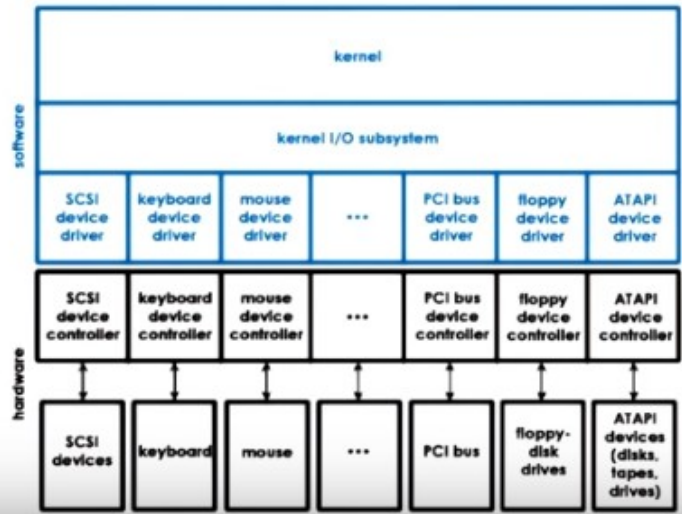 software
kernel
kernel I/O subsystem
SCSI
device
driver
keyboard
device
driver
mouse
device
driver
...
PCI bus
device
driver
floppy
device
driver
ATAPI
device
driver
hardware
SCSI
device
controller
keyboard
device
controller
mouse
device
controller
...
PCI bus
device
controller
floppy
device
controller
ATAPI
device
controller
SCSI
devices
keyboard
mouse
...
PCI bus
floppy-
disk
drives
ATAPI
devices
(disks,
tapes,
drives)